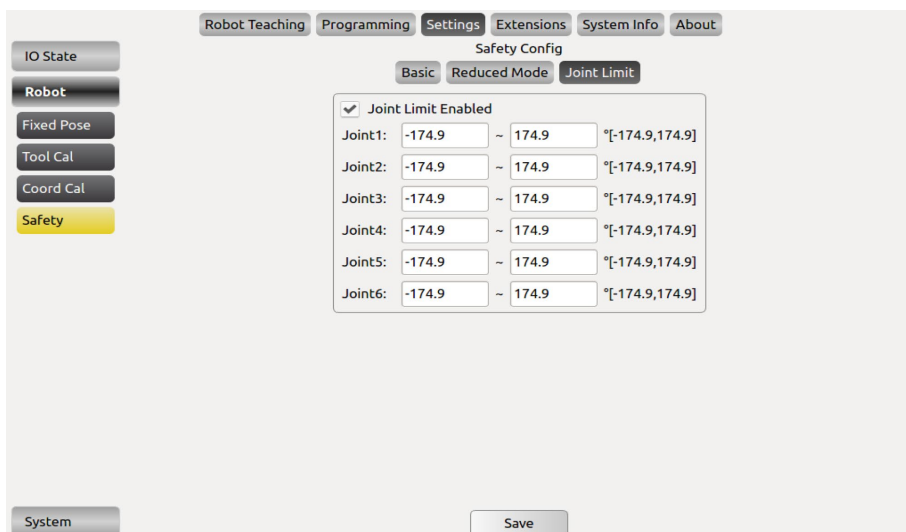 Robot Teaching Programming Settings Extensions System Info About
Safety Config
Basic Reduced Mode Joint Limit
IO State
Robot
Fixed Pose
Tool Cal
Coord Cal
Safety
Joint Limit Enabled
Joint1: -174.9 ~ 174.9 °[-174.9,174.9]
Joint2: -174.9 ~ 174.9 °[-174.9,174.9]
Joint3: -174.9 ~ 174.9 °[-174.9,174.9]
Joint4: -174.9 ~ 174.9 °[-174.9,174.9]
Joint5: -174.9 ~ 174.9 °[-174.9,174.9]
Joint6: -174.9 ~ 174.9 °[-174.9,174.9]
System
Save